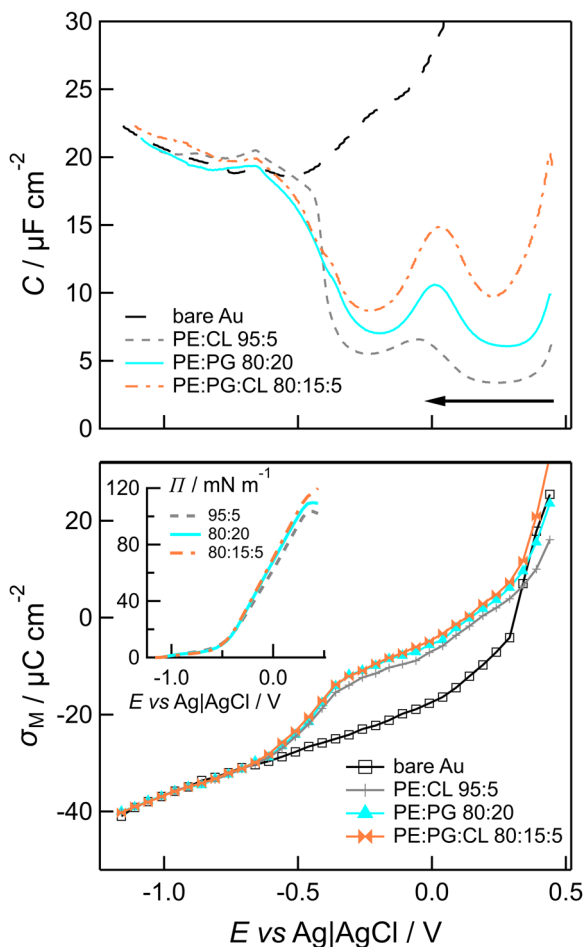 30
25
20
15
10
5
0
C / µF cm⁻²
bare Au
PE:CL 95:5
PE:PG 80:20
PE:PG:CL 80:15:5
Π / mN m⁻¹
120
80
40
0
95:5
80:20
80:15:5
-1.0
0.0
E vs Ag|AgCl / V
20
0
-20
-40
σM / µC cm⁻²
bare Au
PE:CL 95:5
PE:PG 80:20
PE:PG:CL 80:15:5
-1.0
-0.5
0.0
0.5
E vs Ag|AgCl / V